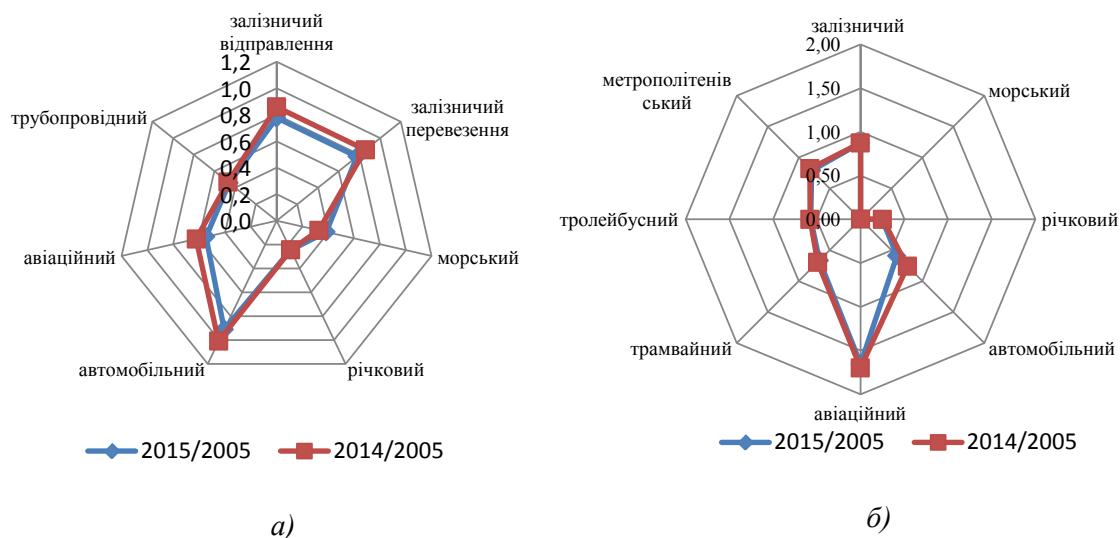 залізничий
відправлення
1,2
1,0
0,8
0,6
0,4
0,2
0,0
залізничий
перевезення
морський
річковий
автомобільний
авіаційний
трубопровідний
2015/2005
2014/2005
а)
залізничий
2,00
1,50
1,00
0,50
0,00
морський
річковий
автомобільний
авіаційний
трамвайний
тролейбусний
метрополітенів
ський
2015/2005
2014/2005
б)